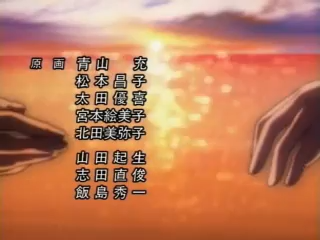 原画 青山充
松本昌子
太田優喜
宮本絵美子
北田美弥子
山田起生
志田直俊
飯島秀一